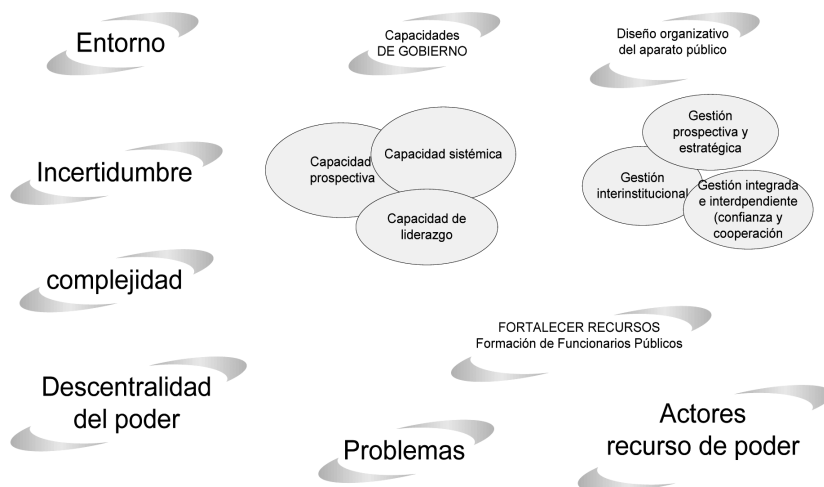 Entorno
Capacidades
DE GOBIERNO
Diseño organizativo
del aparato público
Incertidumbre
Capacidad
prospectiva
Capacidad sistémica
Capacidad de
liderazgo
Gestión
prospectiva y
estratégica
Gestión
interinstitucional
Gestión integrada
e interdpendiente
(confianza y
cooperación
complejidad
FORTALECER RECURSOS
Formación de Funcionarios Públicos
Descentralidad
del poder
Problemas
Actores
recurso de poder